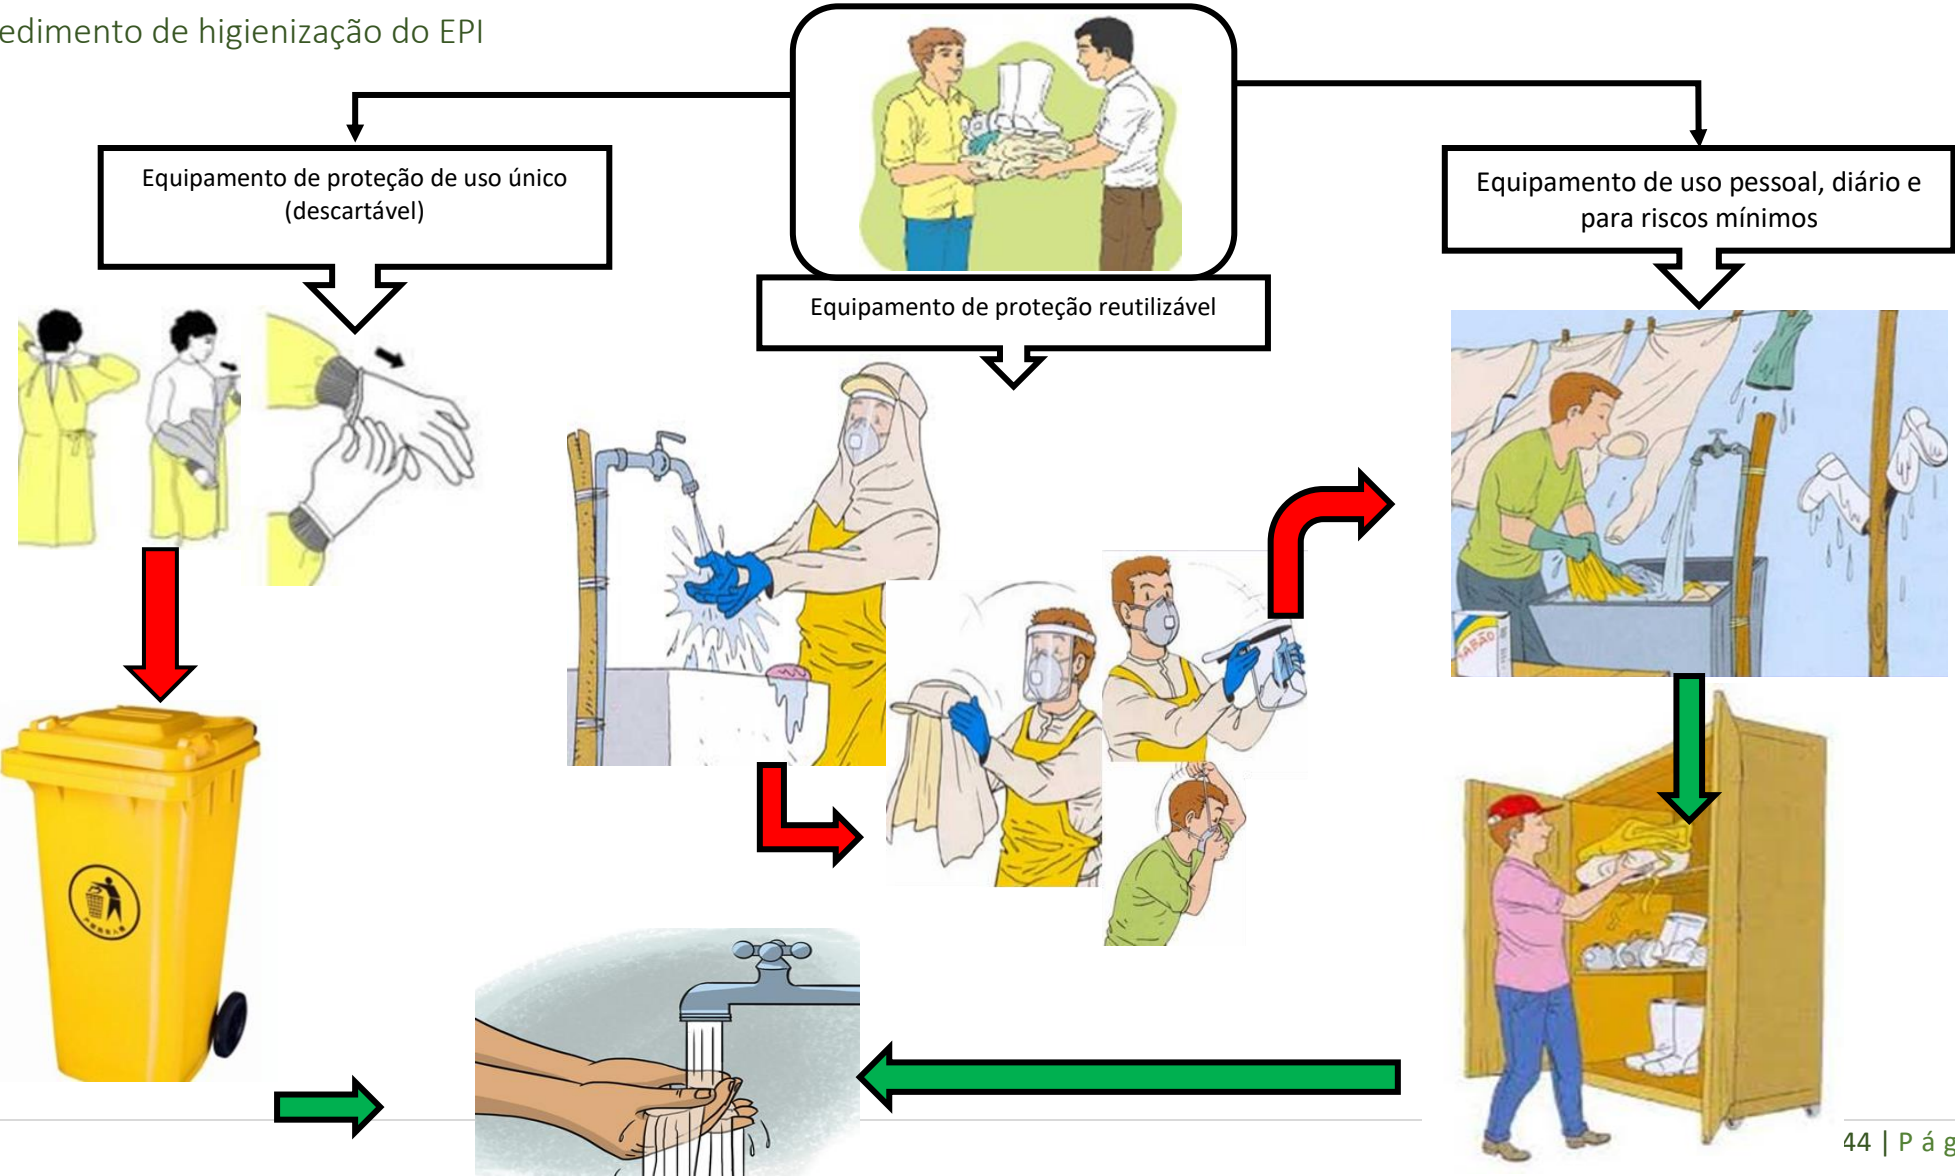 edimento de higienização do EPI
Equipamento de proteção de uso único
(descartável)
Equipamento de proteção reutilizável
Equipamento de uso pessoal, diário e
para riscos mínimos
SABÃO
44 | P á g